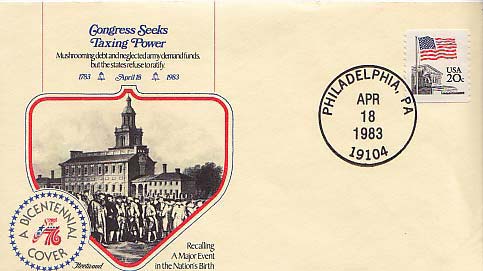 Congress Seeks
Taxing Power
Mushrooming debt and neglected army demand funds,
but the states refuse to ratify.
1783 April 18 1983
PHILADELPHIA, PA
APR
18
1983
19104
USA
20c
A BICENTENNIAL
76
COVER
Fleetwood
Recalling
A Major Event
in the Nation's Birth